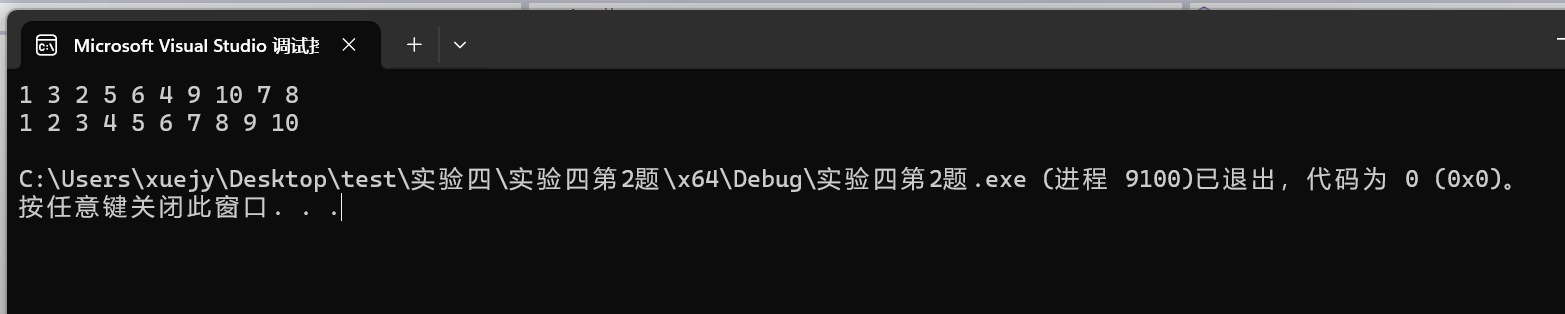 Microsoft Visual Studio 调试
1 3 2 5 6 4 9 10 7 8
1 2 3 4 5 6 7 8 9 10
C:\Users\xuejy\Desktop\test\实验四\实验四第2题\x64\Debug\实验四第2题.exe (进程 9100)已退出，代码为 0 (0x0)。
按任意键关闭此窗口. . .